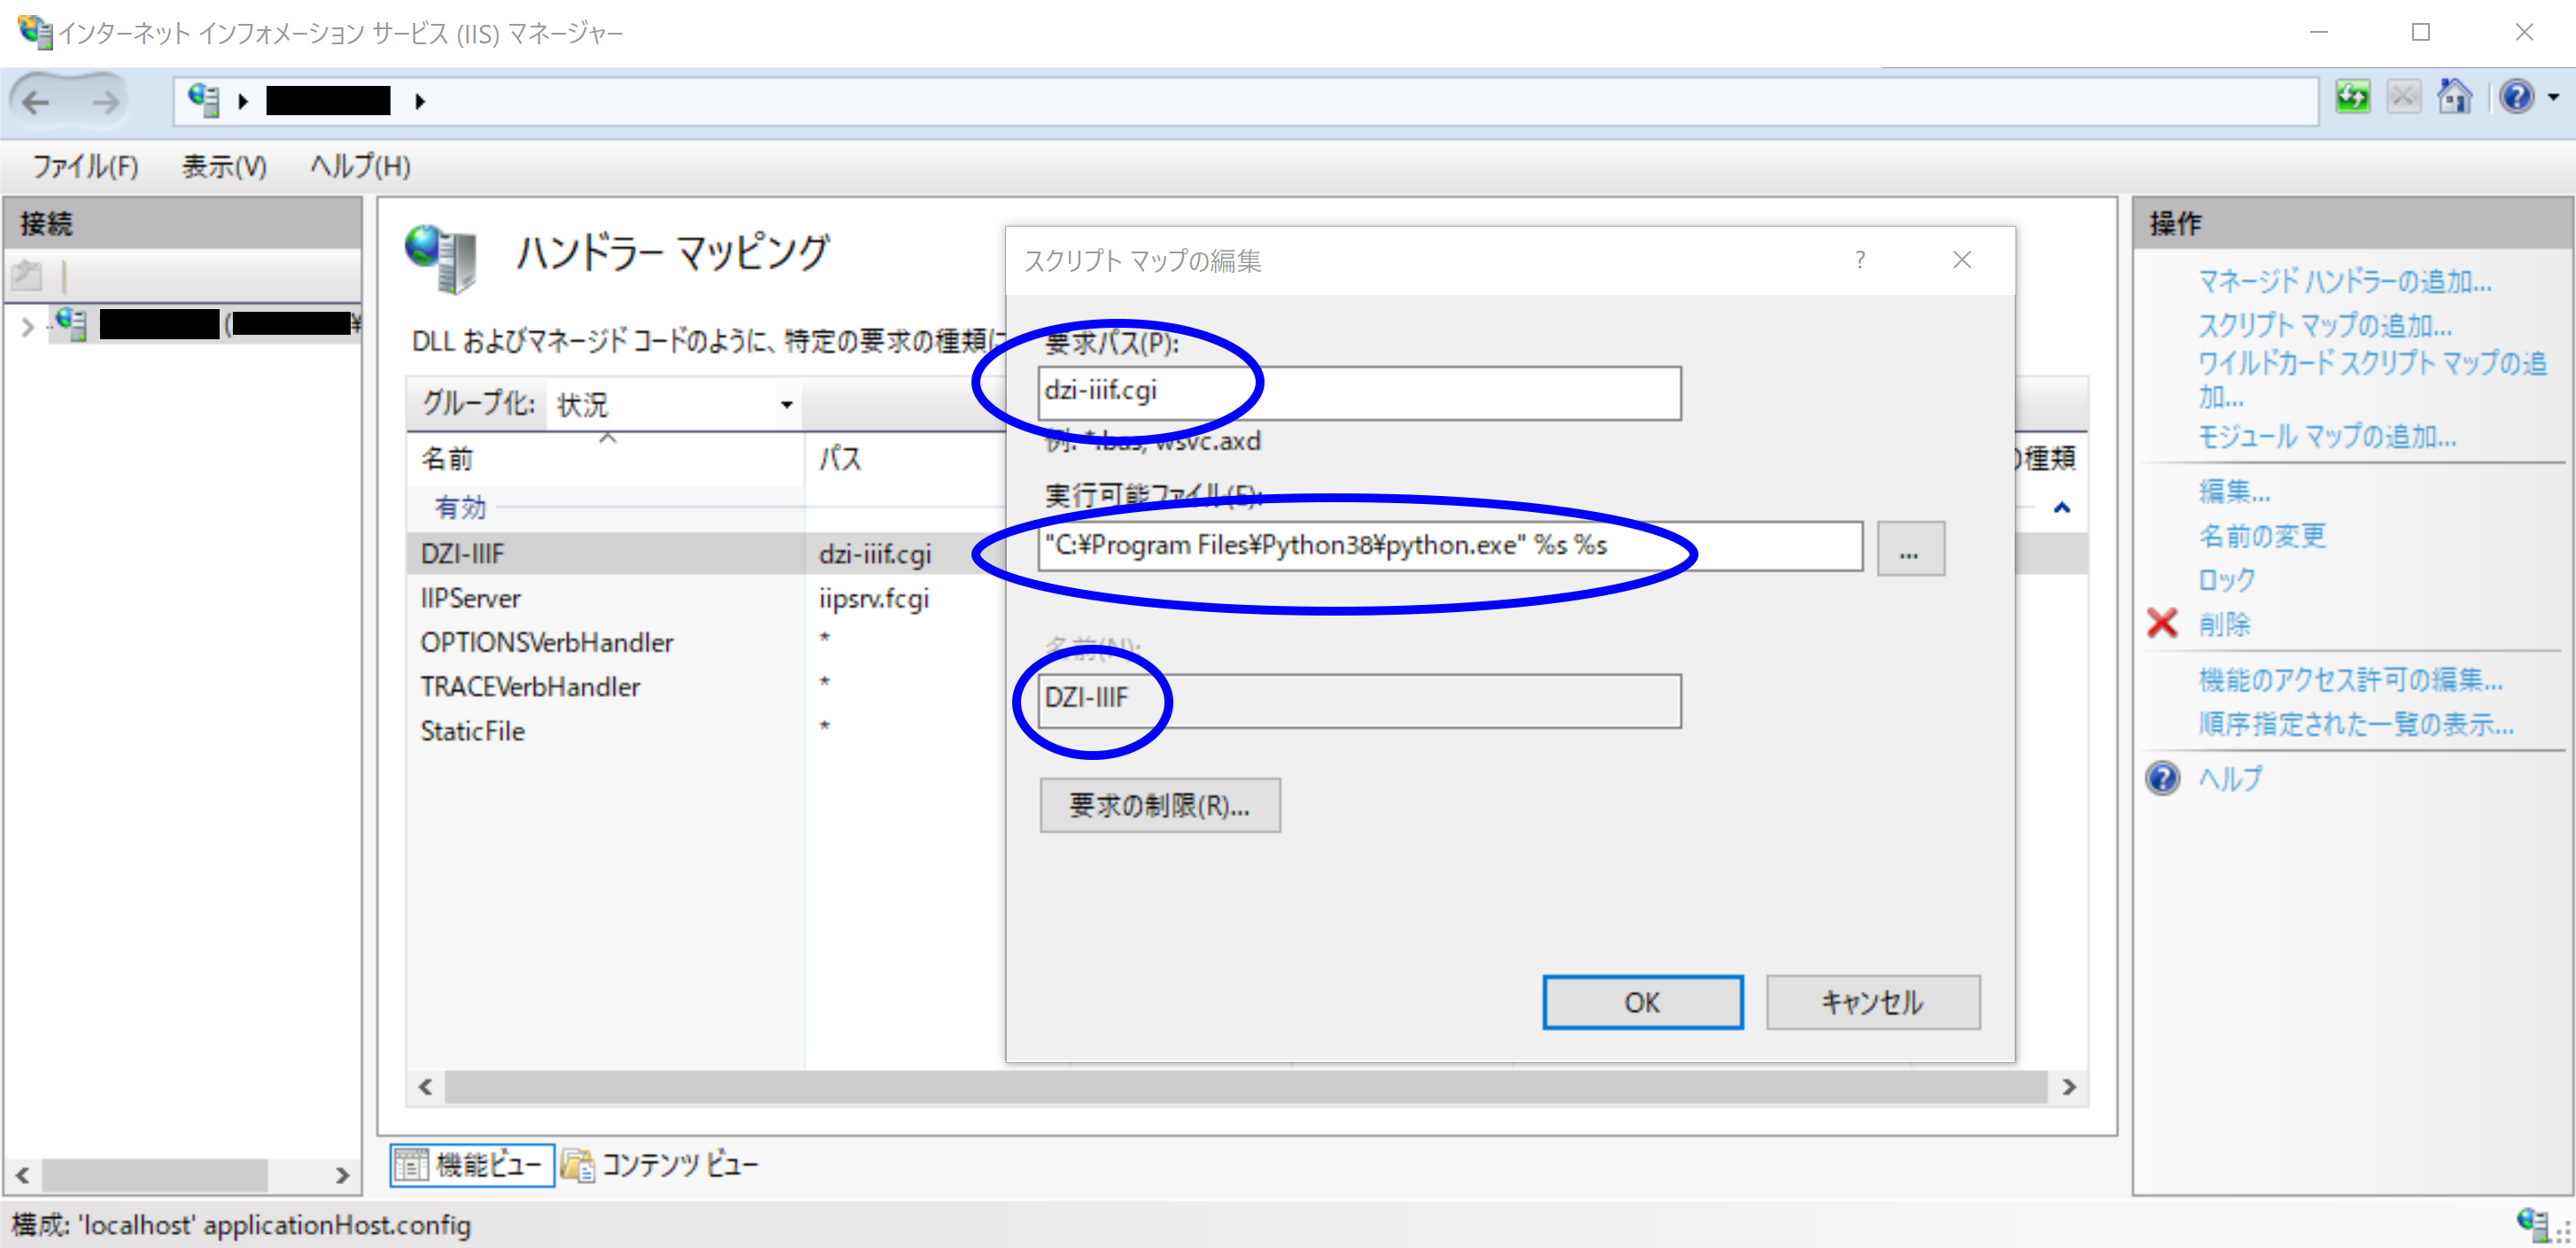 インターネット インフォメーション サービス (IIS) マネージャー
ファイル(F) 表示(V) ヘルプ(H)
接続
(
¥
ハンドラー マッピング
DLL およびマネージド コードのように、特定の要求の種類に
グループ化: 状況
名前 パス
の種類
有効
DZI-IIIF dzi-iiif.cgi
IIPServer iipsrv.fcgi
OPTIONSVerbHandler *
TRACEVerbHandler *
StaticFile *
機能ビュー コンテンツ ビュー
スクリプト マップの編集
?
要求パス(P):
dzi-iiif.cgi
例: *.bas, wsvc.axd
実行可能ファイル(E):
"C:¥Program Files¥Python38¥python.exe" %s %s
...
名前(N):
DZI-IIIF
要求の制限(R)...
OK キャンセル
操作
マネージド ハンドラーの追加...
スクリプト マップの追加...
ワイルドカード スクリプト マップの追
加...
モジュール マップの追加...
編集...
名前の変更
ロック
削除
機能のアクセス許可の編集...
順序指定された一覧の表示...
ヘルプ
構成: 'localhost' applicationHost.config